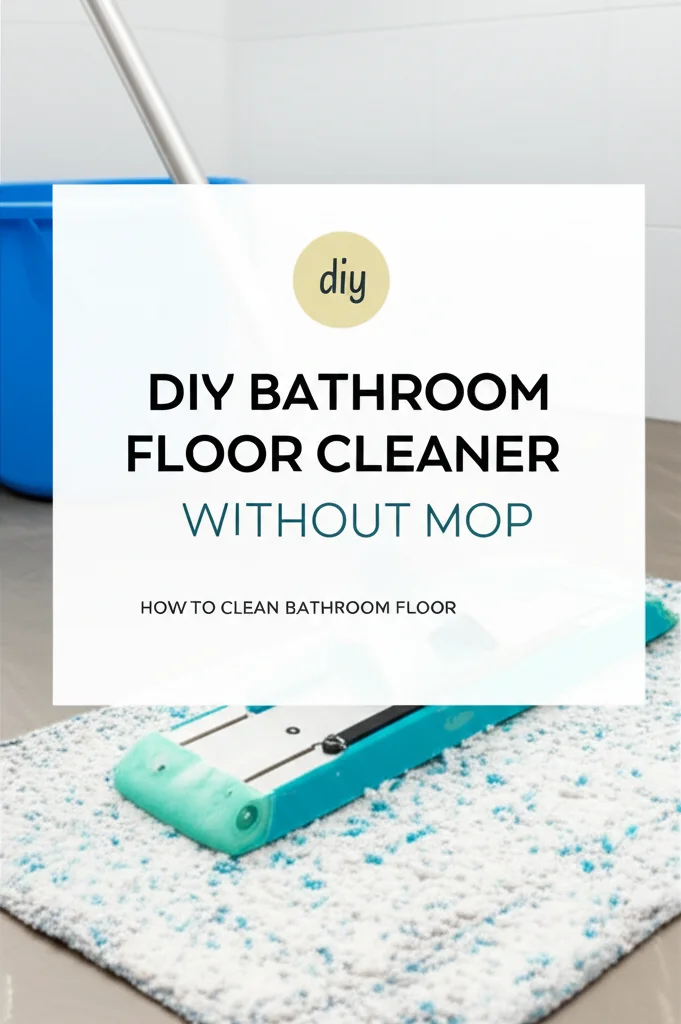 diy
DIY BATHROOM
FLOOR CLEANER
WITHOUT MOP
HOW TO CLEAN BATHROOM FLOOR